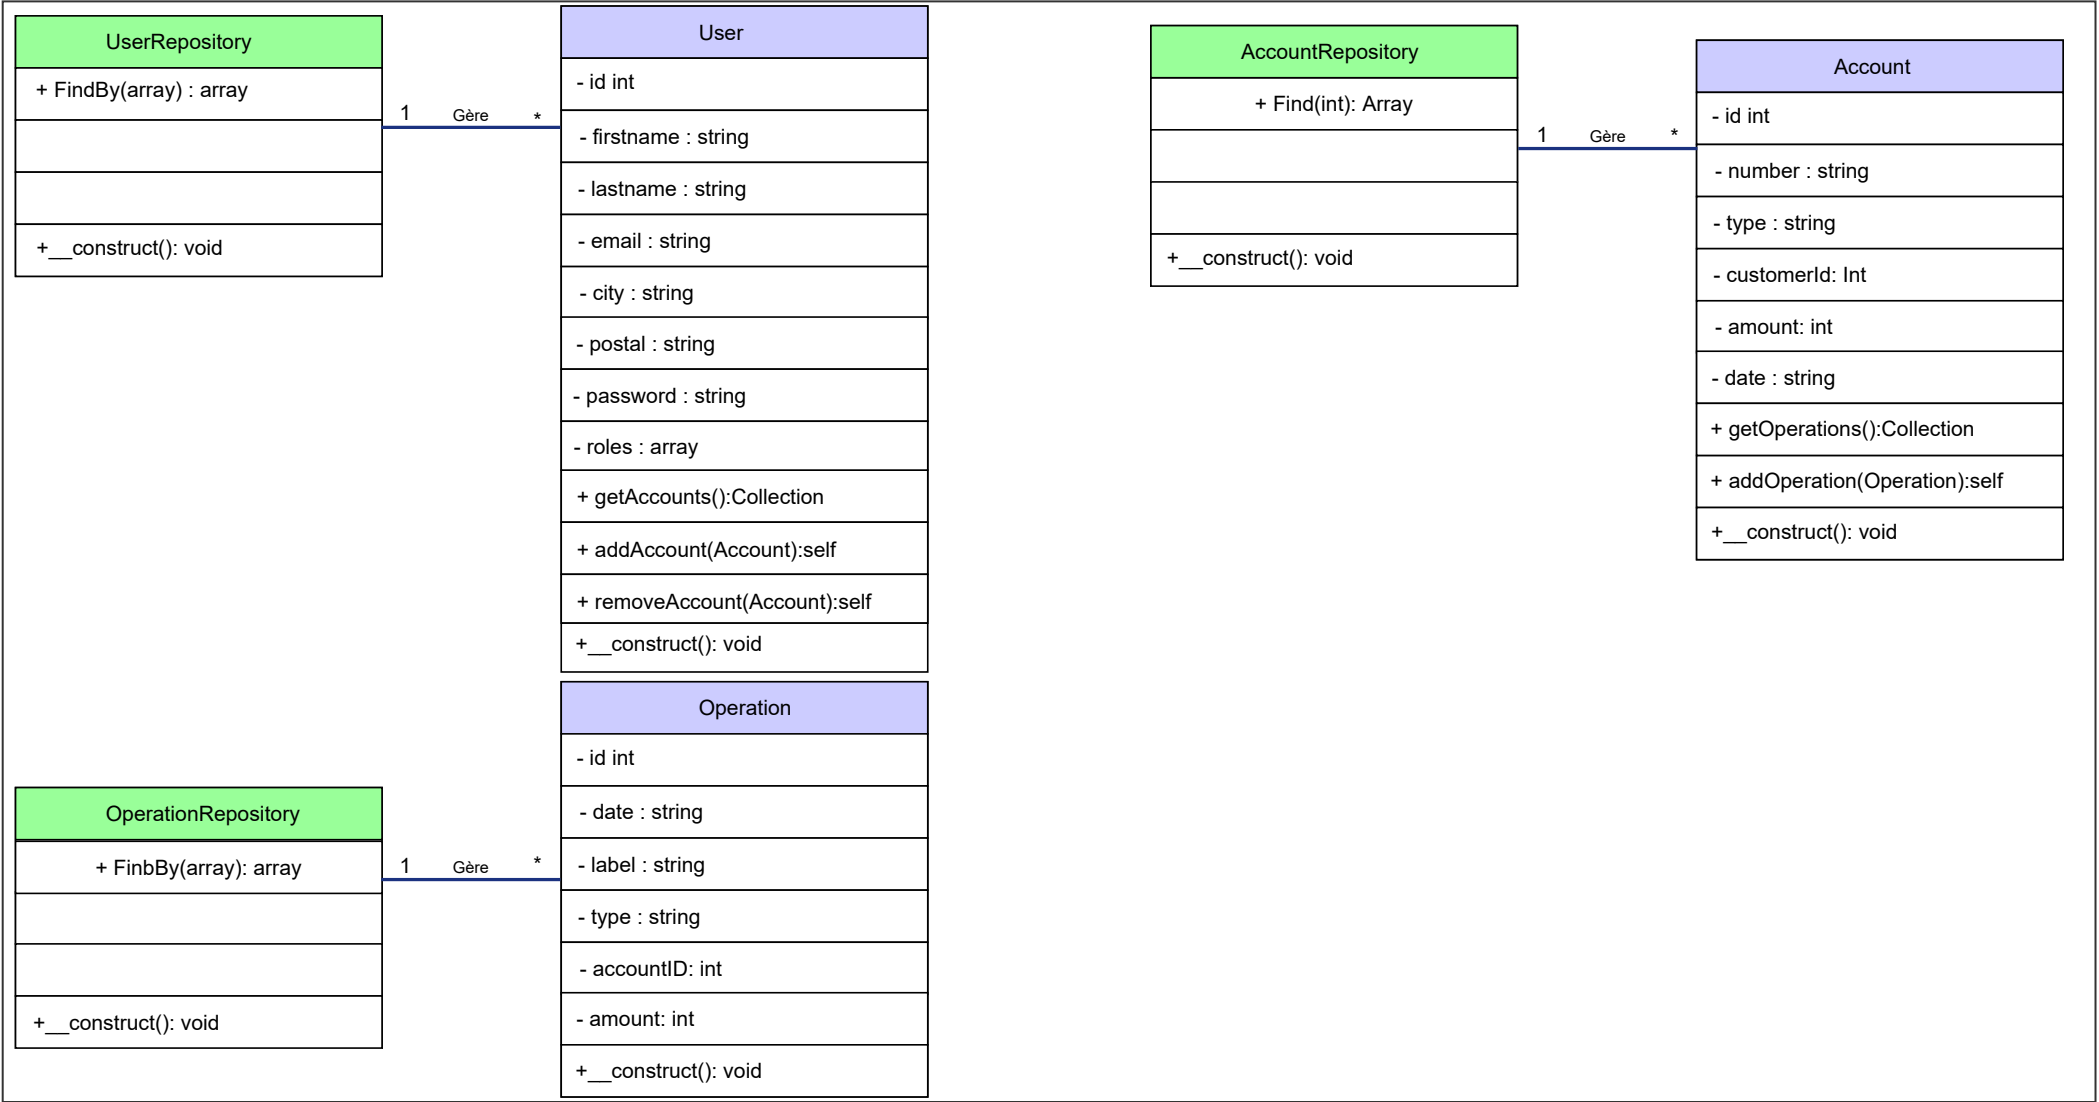 UserRepository
+ FindBy(array) : array
+__construct(): void
1
Gère
*
User
- id int
- firstname : string
- lastname : string
- email : string
- city : string
- postal : string
- password : string
- roles : array
+ getAccounts():Collection
+ addAccount(Account):self
+ removeAccount(Account):self
+__construct(): void
AccountRepository
+ Find(int): Array
+__construct(): void
1
Gère
*
Account
- id int
- number : string
- type : string
- customerId: Int
- amount: int
- date : string
+ getOperations():Collection
+ addOperation(Operation):self
+__construct(): void
OperationRepository
+ FinbBy(array): array
+__construct(): void
1
Gère
*
Operation
- id int
- date : string
- label : string
- type : string
- accountID: int
- amount: int
+__construct(): void